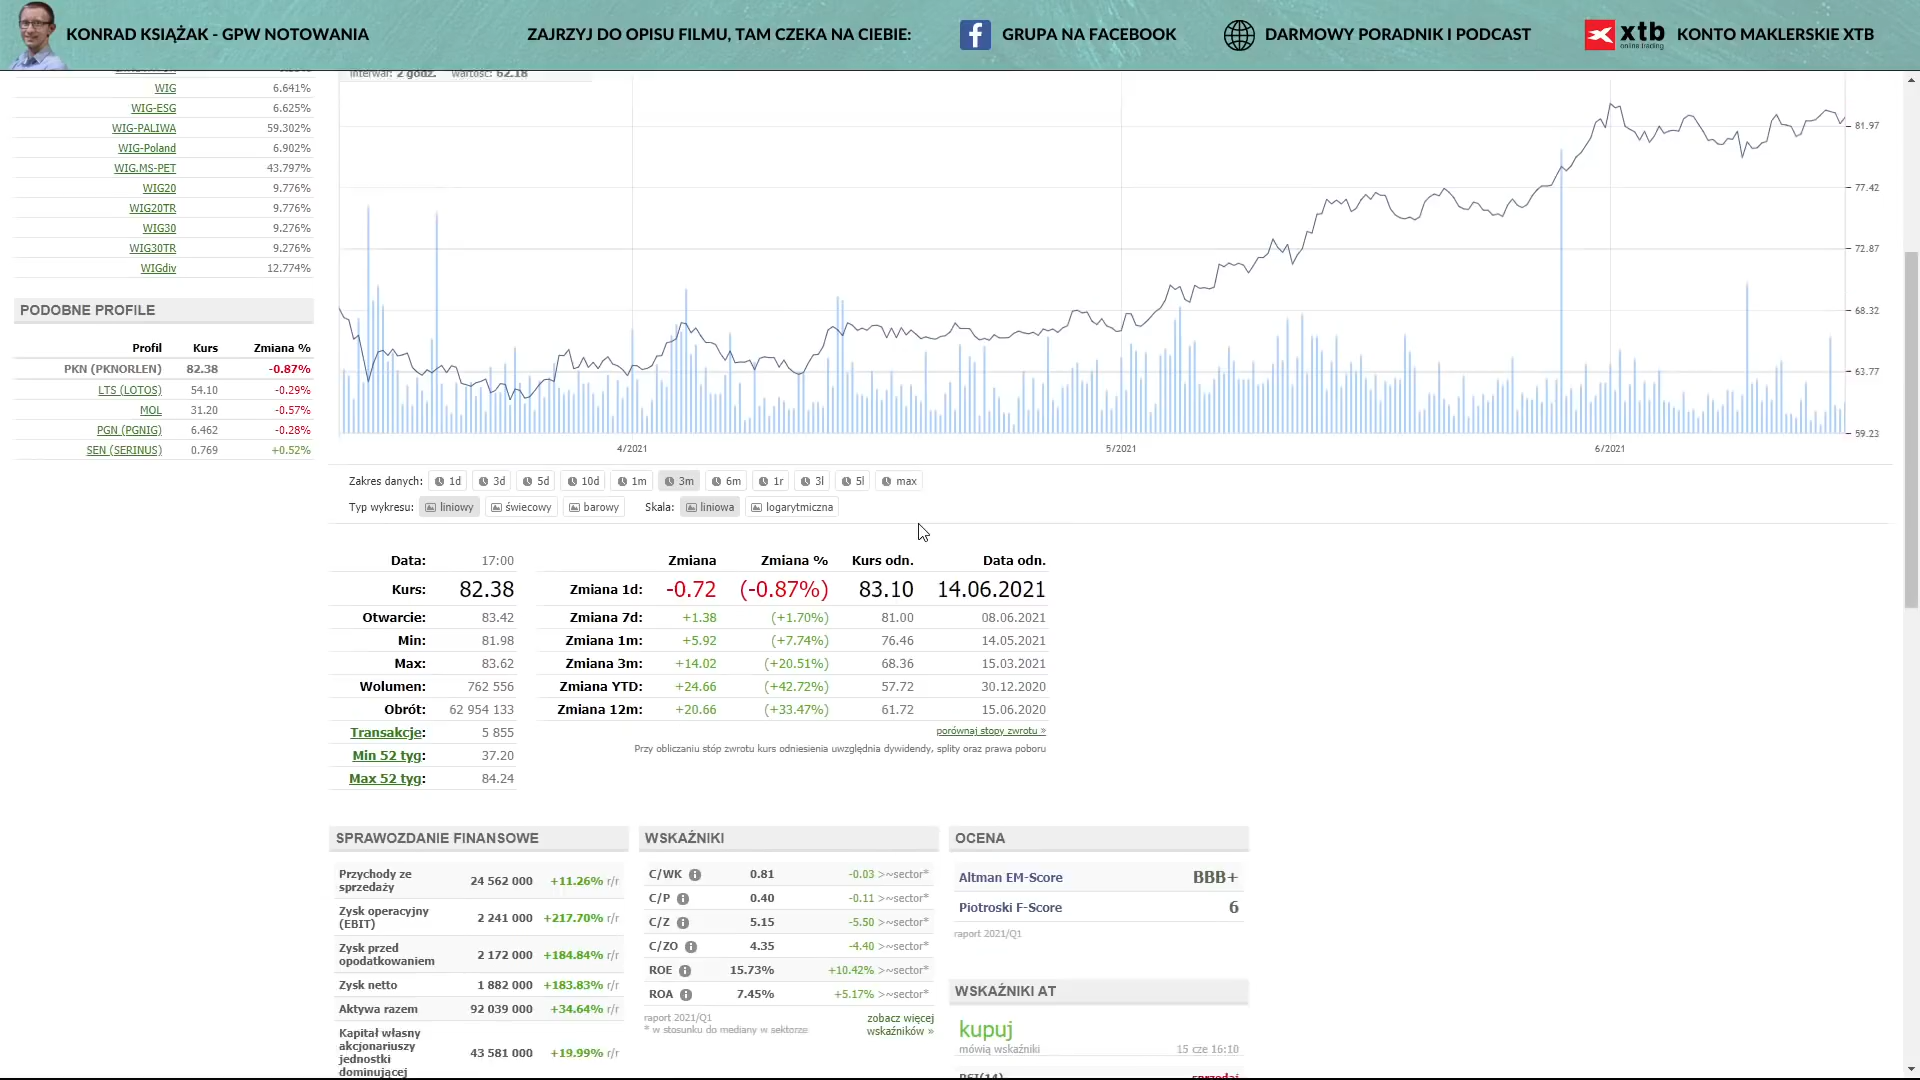 KONRAD KSIĄŻAK - GPW NOTOWANIA
ZAJRZYJ DO OPISU FILMU, TAM CZEKA NA CIEBIE:
GRUPA NA FACEBOOK
DARMOWY PORADNIK I PODCAST
xtb
online trading
KONTO MAKLERSKIE XTB
WIG 6.641%
WIG-ESG 6.625%
WIG-PALIWA 59.302%
WIG-Poland 6.902%
WIG.MS-PET 43.797%
WIG20 9.776%
WIG20TR 9.776%
WIG30 9.276%
WIG30TR 9.276%
WIGdiv 12.774%
PODOBNE PROFILE
Profil Kurs Zmiana %
PKN (PKNORLEN) 82.38 -0.87%
LTS (LOTOS) 54.10 -0.29%
MOL 31.20 -0.57%
PGN (PGNIG) 6.462 -0.28%
SEN (SERINUS) 0.769 +0.52%
Interwał: 2 godz. Wartość: 62.18
81.97
77.42
72.87
68.32
63.77
59.23
4/2021 5/2021 6/2021
Zakres danych: 1d 3d 5d 10d 1m 3m 6m 1r 3l 5l max
Typ wykresu: liniowy świecowy barowy Skala: liniowa logarytmiczna
Data: 17:00
Kurs: 82.38
Otwarcie: 83.42
Min: 81.98
Max: 83.62
Wolumen: 762 556
Obrót: 62 954 133
Transakcje: 5 855
Min 52 tyg: 37.20
Max 52 tyg: 84.24
Zmiana Zmiana % Kurs odn. Data odn.
Zmiana 1d: -0.72 (-0.87%) 83.10 14.06.2021
Zmiana 7d: +1.38 (+1.70%) 81.00 08.06.2021
Zmiana 1m: +5.92 (+7.74%) 76.46 14.05.2021
Zmiana 3m: +14.02 (+20.51%) 68.36 15.03.2021
Zmiana YTD: +24.66 (+42.72%) 57.72 30.12.2020
Zmiana 12m: +20.66 (+33.47%) 61.72 15.06.2020
porównaj stopy zwrotu »
Przy obliczaniu stóp zwrotu kurs odniesienia uwzględnia dywidendy, splity oraz prawa poboru
SPRAWOZDANIE FINANSOWE
Przychody ze
sprzedaży 24 562 000 +11.26% r/r
Zysk operacyjny
(EBIT) 2 241 000 +217.70% r/r
Zysk przed
opodatkowaniem 2 172 000 +184.84% r/r
Zysk netto 1 882 000 +183.83% r/r
Aktywa razem 92 039 000 +34.64% r/r
Kapitał własny
akcjonariuszy
jednostki
dominującej 43 581 000 +19.99% r/r
WSKAŹNIKI
C/WK 0.81 -0.03 >~sector*
C/P 0.40 -0.11 >~sector*
C/Z 5.15 -5.50 >~sector*
C/ZO 4.35 -4.40 >~sector*
ROE 15.73% +10.42% >~sector*
ROA 7.45% +5.17% >~sector*
raport 2021/Q1
* w stosunku do mediany w sektorze
zobacz więcej
wskaźników »
OCENA
Altman EM-Score BBB+
Piotroski F-Score 6
raport 2021/Q1
WSKAŹNIKI AT
kupuj
mówią wskaźniki 15 cze 16:10
RSI(14) sprzedaj